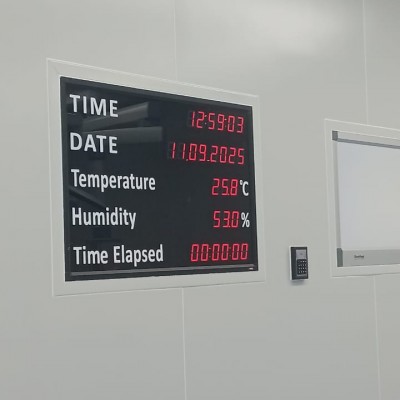 TIME 12:59:03
DATE 11.09.2025
Temperature 25.8°C
Humidity 53.0%
Time Elapsed 00:00:00